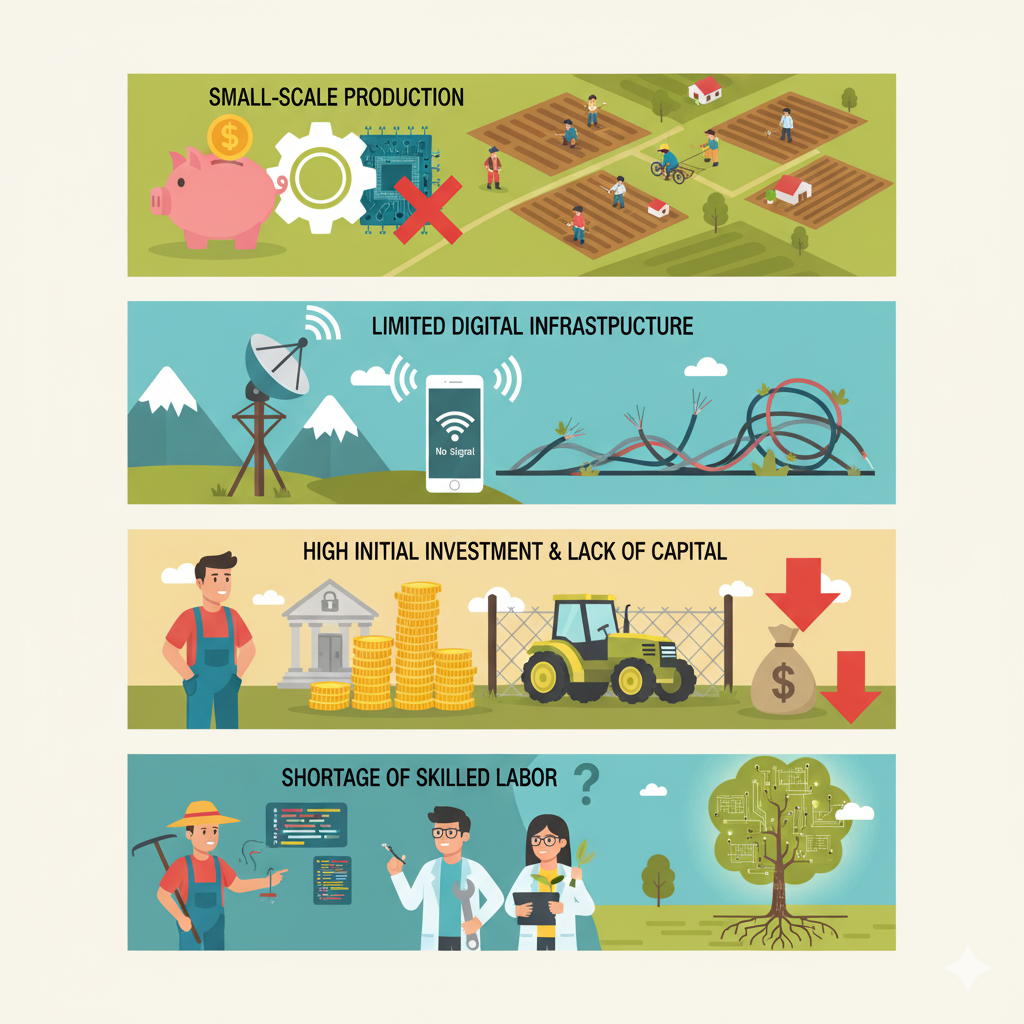 SMALL-SCALE PRODUCTION
$
LIMITED DIGITAL INFRASTPUCTURE
No Signal
HIGH INITIAL INVESTMENT & LACK OF CAPITAL
$
SHORTAGE OF SKILLED LABOR ?